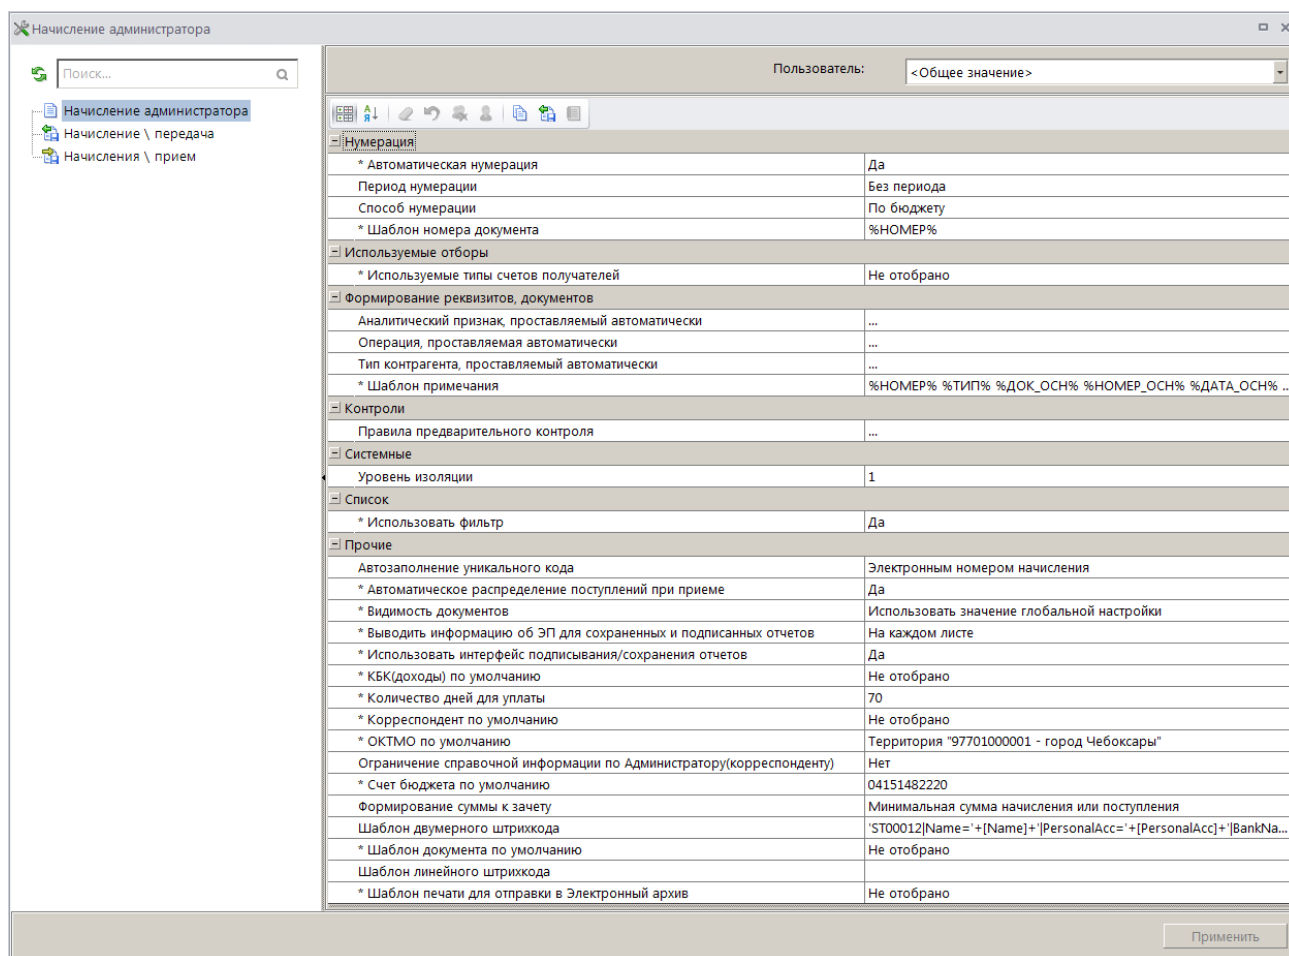 Начисление администратора
Поиск...
Пользователь:
<Общее значение>
Начисление администратора
Начисление \ передача
Начисления \ прием
Нумерация
* Автоматическая нумерация Да
Период нумерации Без периода
Способ нумерации По бюджету
* Шаблон номера документа %НОМЕР%
Используемые отборы
* Используемые типы счетов получателей Не отобрано
Формирование реквизитов, документов
Аналитический признак, проставляемый автоматически ...
Операция, проставляемая автоматически ...
Тип контрагента, проставляемый автоматически ...
* Шаблон примечания %НОМЕР% %ТИП% %ДОК_ОСН% %НОМЕР_ОСН% %ДАТА_ОСН% ...
Контроли
Правила предварительного контроля ...
Системные
Уровень изоляции 1
Список
* Использовать фильтр Да
Прочие
Автозаполнение уникального кода Электронным номером начисления
* Автоматическое распределение поступлений при приеме Да
* Видимость документов Использовать значение глобальной настройки
* Выводить информацию об ЭП для сохраненных и подписанных отчетов На каждом листе
* Использовать интерфейс подписывания/сохранения отчетов Да
* КБК(доходы) по умолчанию Не отобрано
* Количество дней для уплаты 70
* Корреспондент по умолчанию Не отобрано
* ОКТМО по умолчанию Территория "97701000001 - город Чебоксары"
Ограничение справочной информации по Администратору(корреспонденту) Нет
* Счет бюджета по умолчанию 04151482220
Формирование суммы к зачету Минимальная сумма начисления или поступления
Шаблон двумерного штрихкода 'ST00012|Name='+[Name]+'|PersonalAcc='+[PersonalAcc]+'|BankNa...
* Шаблон документа по умолчанию Не отобрано
Шаблон линейного штрихкода
* Шаблон печати для отправки в Электронный архив Не отобрано
Применить